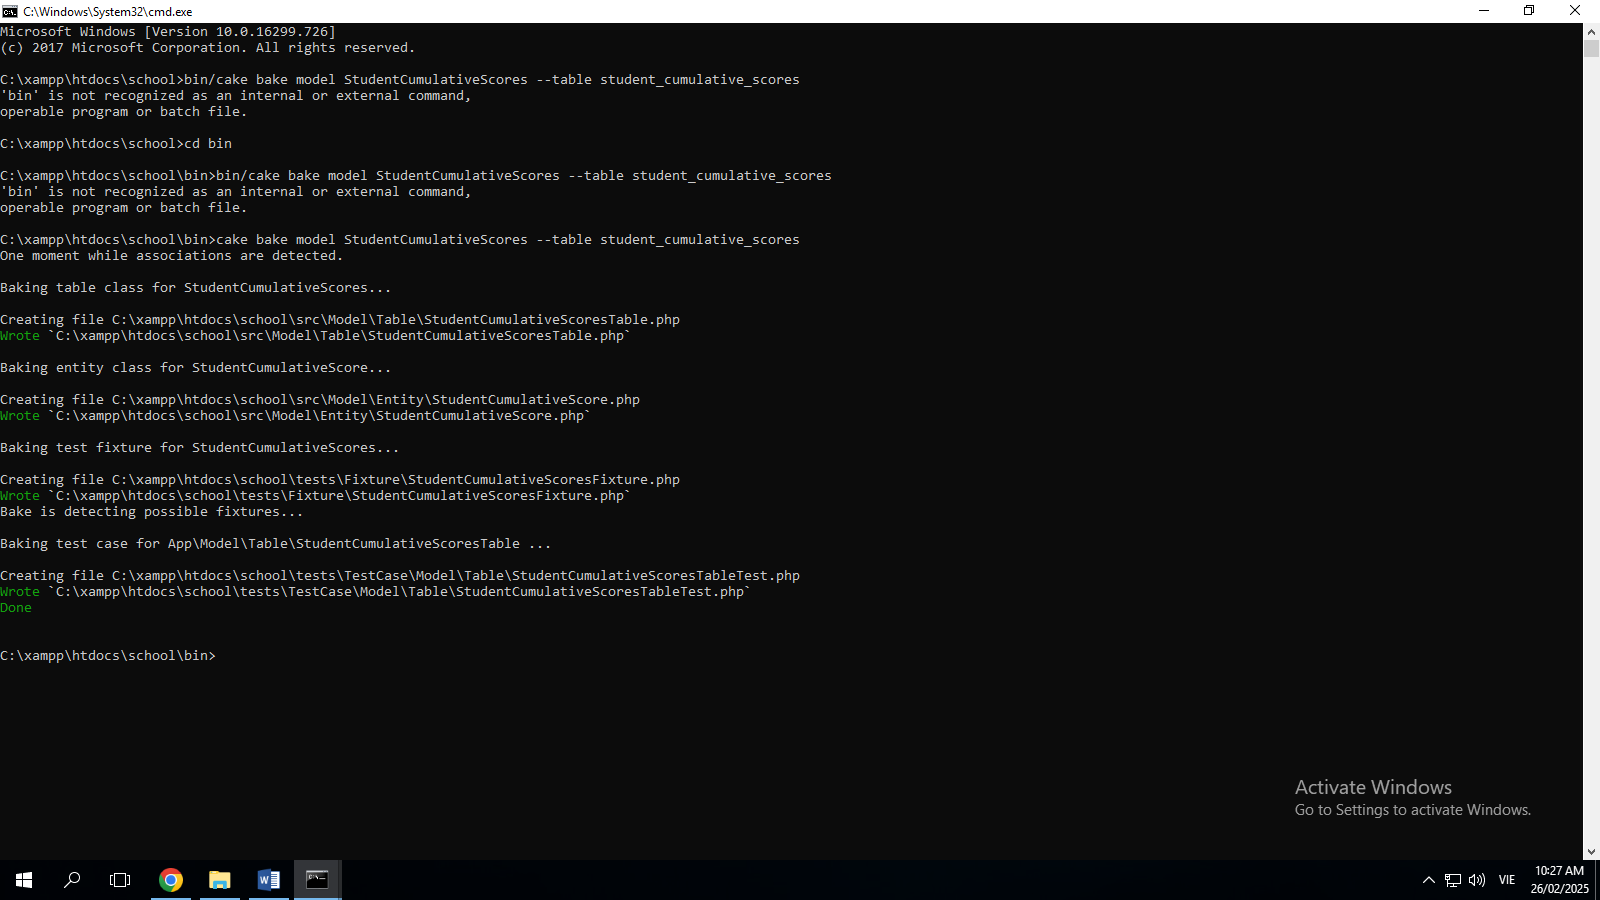 C:\Windows\System32\cmd.exe
Microsoft Windows [Version 10.0.16299.726]
(c) 2017 Microsoft Corporation. All rights reserved.
C:\xampp\htdocs\school>bin/cake bake model StudentCumulativeScores --table student_cumulative_scores
'bin' is not recognized as an internal or external command,
operable program or batch file.
C:\xampp\htdocs\school>cd bin
C:\xampp\htdocs\school\bin>bin/cake bake model StudentCumulativeScores --table student_cumulative_scores
'bin' is not recognized as an internal or external command,
operable program or batch file.
C:\xampp\htdocs\school\bin>cake bake model StudentCumulativeScores --table student_cumulative_scores
One moment while associations are detected.
Baking table class for StudentCumulativeScores...
Creating file C:\xampp\htdocs\school\src\Model\Table\StudentCumulativeScoresTable.php
Wrote `C:\xampp\htdocs\school\src\Model\Table\StudentCumulativeScoresTable.php`
Baking entity class for StudentCumulativeScore...
Creating file C:\xampp\htdocs\school\src\Model\Entity\StudentCumulativeScore.php
Wrote `C:\xampp\htdocs\school\src\Model\Entity\StudentCumulativeScore.php`
Baking test fixture for StudentCumulativeScores...
Creating file C:\xampp\htdocs\school\tests\Fixture\StudentCumulativeScoresFixture.php
Wrote `C:\xampp\htdocs\school\tests\Fixture\StudentCumulativeScoresFixture.php`
Bake is detecting possible fixtures...
Baking test case for App\Model\Table\StudentCumulativeScoresTable ...
Creating file C:\xampp\htdocs\school\tests\TestCase\Model\Table\StudentCumulativeScoresTableTest.php
Wrote `C:\xampp\htdocs\school\tests\TestCase\Model\Table\StudentCumulativeScoresTableTest.php`
Done
C:\xampp\htdocs\school\bin>
Activate Windows
Go to Settings to activate Windows.
VIE
10:27 AM
26/02/2025